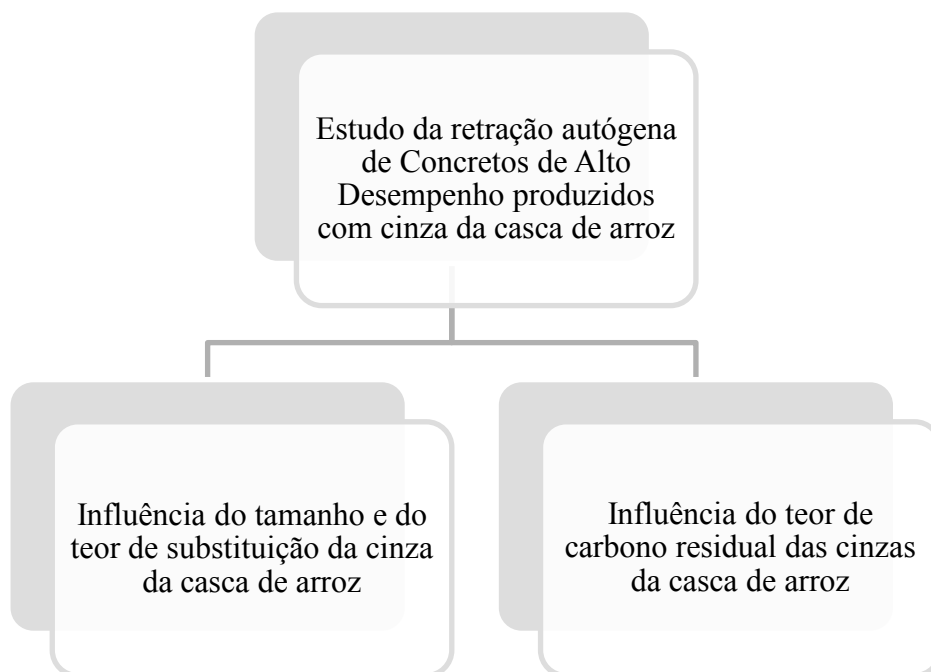 Estudo da retração autógena
de Concretos de Alto
Desempenho produzidos
com cinza da casca de arroz
Influência do tamanho e do
teor de substituição da cinza
da casca de arroz
Influência do teor de
carbono residual das cinzas
da casca de arroz